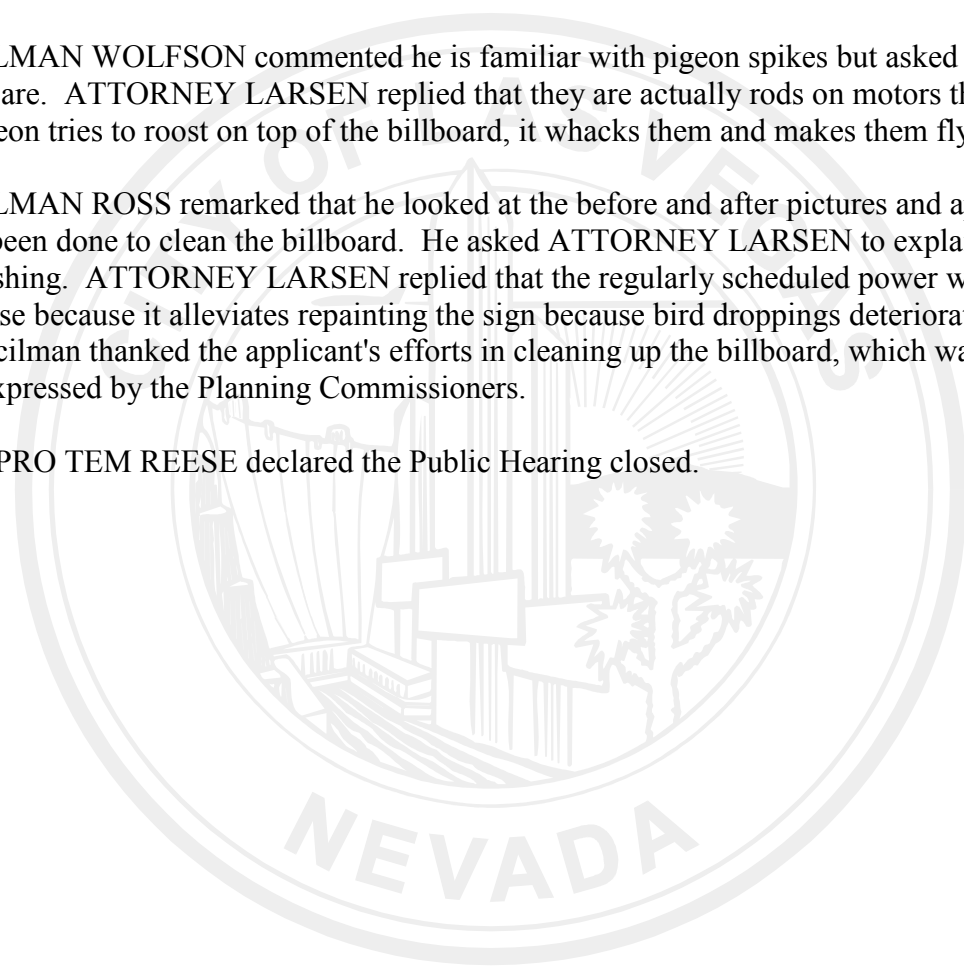 LMAN WOLFSON commented he is familiar with pigeon spikes but asked
are. ATTORNEY LARSEN replied that they are actually rods on motors th
eon tries to roost on top of the billboard, it whacks them and makes them fly
LMAN ROSS remarked that he looked at the before and after pictures and a
been done to clean the billboard. He asked ATTORNEY LARSEN to expla
shing. ATTORNEY LARSEN replied that the regularly scheduled power w
se because it alleviates repainting the sign because bird droppings deteriorat
cilman thanked the applicant's efforts in cleaning up the billboard, which wa
xpressed by the Planning Commissioners.
PRO TEM REESE declared the Public Hearing closed.
CITY OF LAS VEGAS
NEVADA